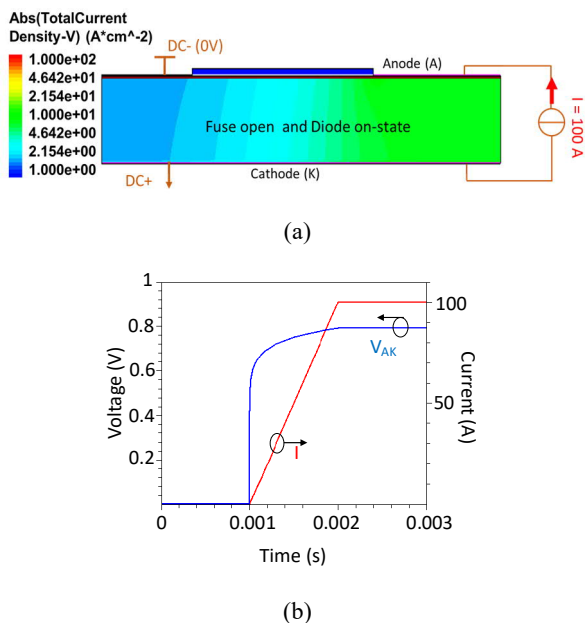 Abs(TotalCurrent
Density-V) (A*cm^-2)
DC- (0V)
Anode (A)
1.000e+02
4.642e+01
2.154e+01
1.000e+01
4.642e+00
2.154e+00
1.000e+00
Fuse open and Diode on-state
I = 100 A
DC+
Cathode (K)
(a)
1
0.8
0.6
0.4
0.2
Voltage (V)
100
50
Current (A)
V_AK
I
0
0.001
0.002
0.003
Time (s)
(b)